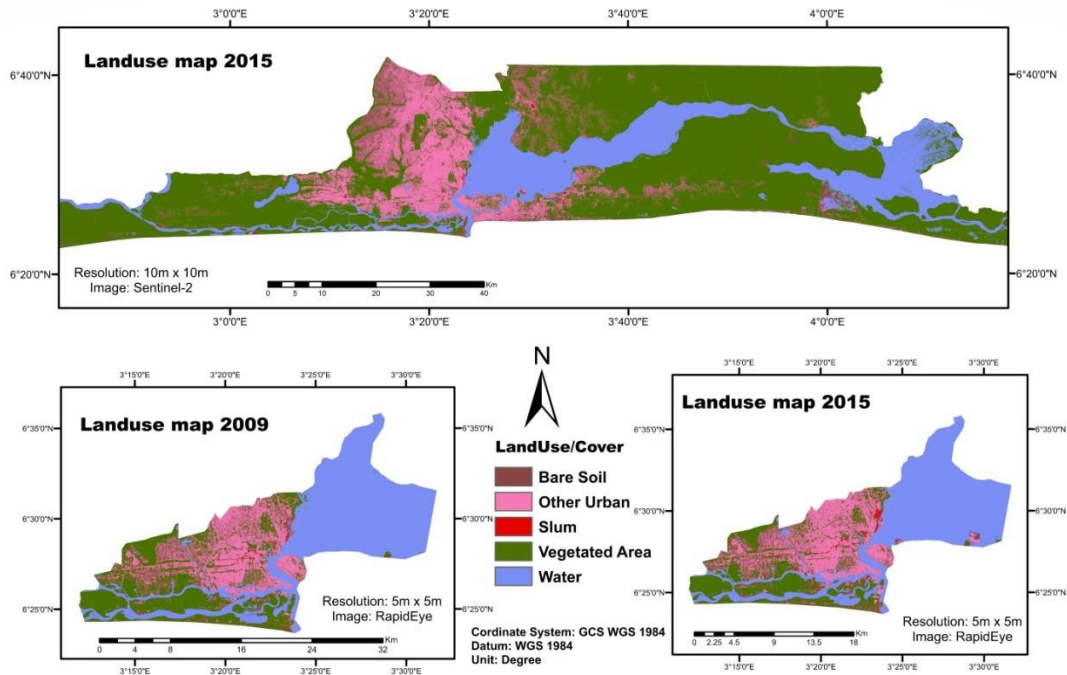 3°0'0"E 3°20'0"E 3°40'0"E 4°0'0"E
Landuse map 2015
6°40'0"N 6°40'0"N
6°20'0"N 6°20'0"N
Resolution: 10m x 10m
Image: Sentinel-2
Km
0 5 10 20 30 40
3°0'0"E 3°20'0"E 3°40'0"E 4°0'0"E
3°15'0"E 3°20'0"E 3°25'0"E 3°30'0"E
Landuse map 2009
6°35'0"N
6°30'0"N
6°25'0"N
Resolution: 5m x 5m
Image: RapidEye
Km
0 4 8 16 24 32
3°15'0"E 3°20'0"E 3°25'0"E 3°30'0"E
N
LandUse/Cover
Bare Soil
Other Urban
Slum
Vegetated Area
Water
Cordinate System: GCS WGS 1984
Datum: WGS 1984
Unit: Degree
3°15'0"E 3°20'0"E 3°25'0"E 3°30'0"E
Landuse map 2015
6°35'0"N 6°35'0"N
6°30'0"N 6°30'0"N
6°25'0"N 6°25'0"N
Resolution: 5m x 5m
Image: RapidEye
Km
0 2.25 4.5 9 13.5 18
3°15'0"E 3°20'0"E 3°25'0"E 3°30'0"E